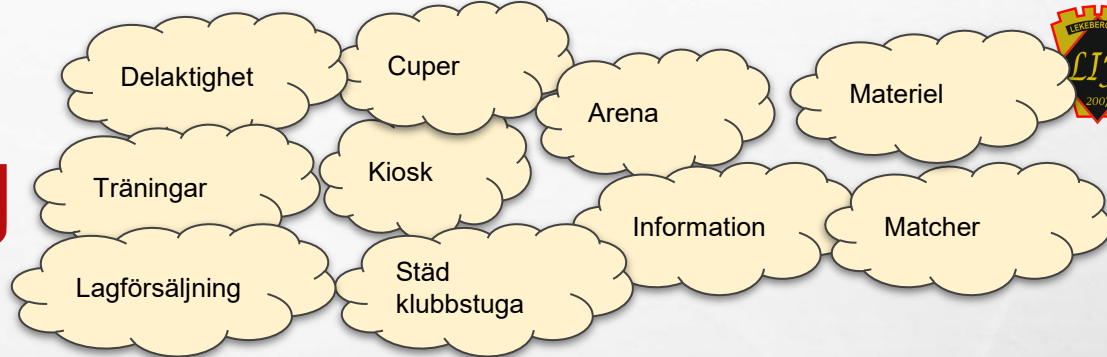 Delaktighet
Cuper
Arena
Materiel
Träningar
Kiosk
Information
Matcher
Lagförsäljning
Städ
klubbstuga